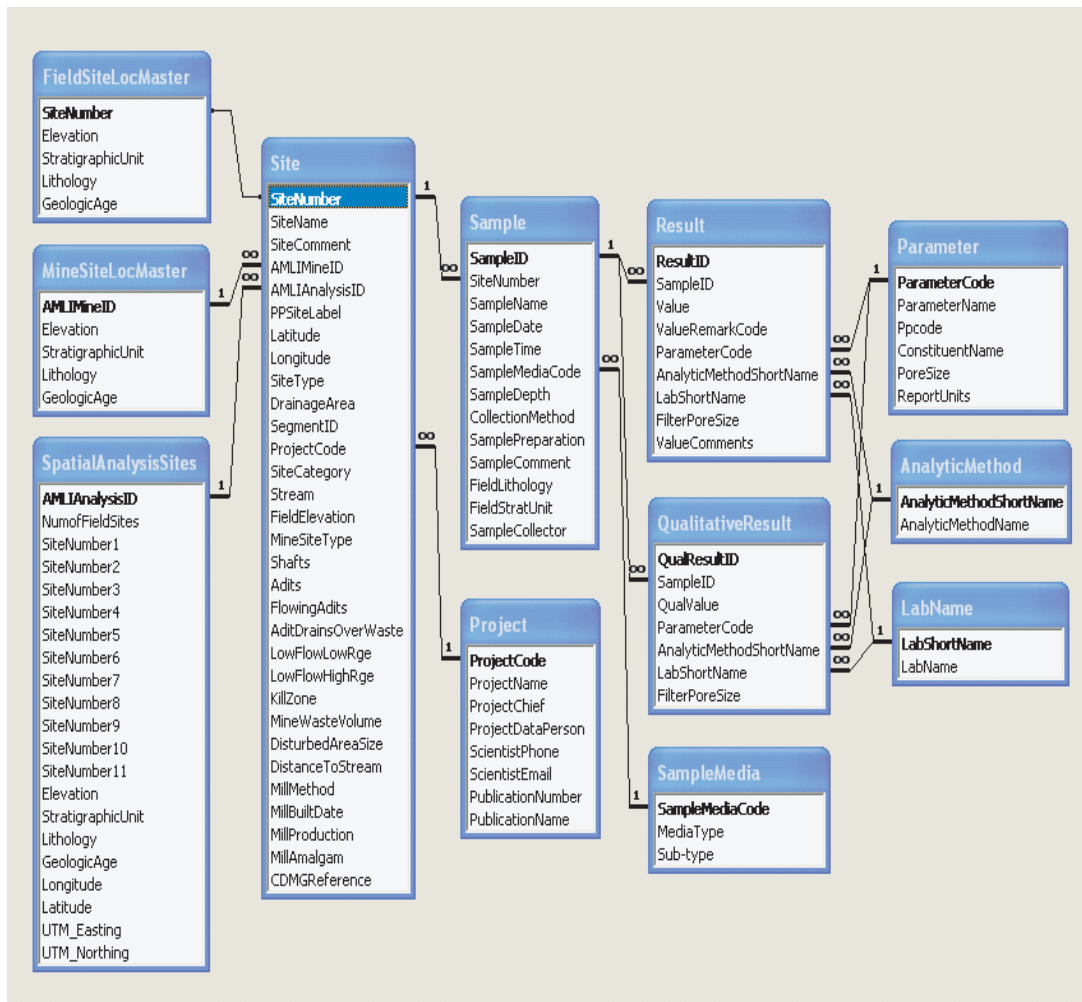 FieldSiteLocMaster
SiteNumber
Elevation
StratigraphicUnit
Lithology
GeologicAge
MineSiteLocMaster
AMLIMineID
Elevation
StratigraphicUnit
Lithology
GeologicAge
SpatialAnalysisSites
AMLIAnalysisID
NumofFieldSites
SiteNumber1
SiteNumber2
SiteNumber3
SiteNumber4
SiteNumber5
SiteNumber6
SiteNumber7
SiteNumber8
SiteNumber9
SiteNumber10
SiteNumber11
Elevation
StratigraphicUnit
Lithology
GeologicAge
Longitude
Latitude
UTM_Easting
UTM_Northing
1
∞
1
∞
Site
SiteNumber
SiteName
SiteComment
AMLIMineID
AMLIAnalysisID
PPSiteLabel
Latitude
Longitude
SiteType
DrainageArea
SegmentID
ProjectCode
SiteCategory
Stream
FieldElevation
MineSiteType
Shafts
Adits
FlowingAdits
AditDrainsOverWaste
LowFlowLowRge
LowFlowHighRge
KillZone
MineWasteVolume
DisturbedAreaSize
DistanceToStream
MillMethod
MillBuiltDate
MillProduction
MillAmalgam
CDMGReference
1
∞
∞
1
Sample
SampleID
SiteNumber
SampleName
SampleDate
SampleTime
SampleMediaCode
SampleDepth
CollectionMethod
SamplePreparation
SampleComment
FieldLithology
FieldStratUnit
SampleCollector
Project
ProjectCode
ProjectName
ProjectChief
ProjectDataPerson
ScientistPhone
ScientistEmail
PublicationNumber
PublicationName
1
∞
∞
∞
1
Result
ResultID
SampleID
Value
ValueRemarkCode
ParameterCode
AnalyticMethodShortName
LabShortName
FilterPoreSize
ValueComments
QualitativeResult
QualResultID
SampleID
QualValue
ParameterCode
AnalyticMethodShortName
LabShortName
FilterPoreSize
SampleMedia
SampleMediaCode
MediaType
Sub-type
1
∞
∞
∞
1
1
∞
∞
∞
Parameter
ParameterCode
ParameterName
Ppcode
ConstituentName
PoreSize
ReportUnits
AnalyticMethod
AnalyticMethodShortName
AnalyticMethodName
LabName
LabShortName
LabName